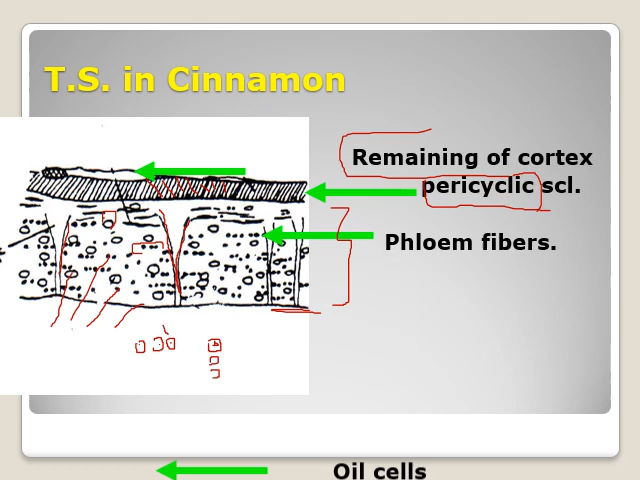 T.S. in Cinnamon
Remaining of cortex
pericyclic scl.
Phloem fibers.
Oil cells